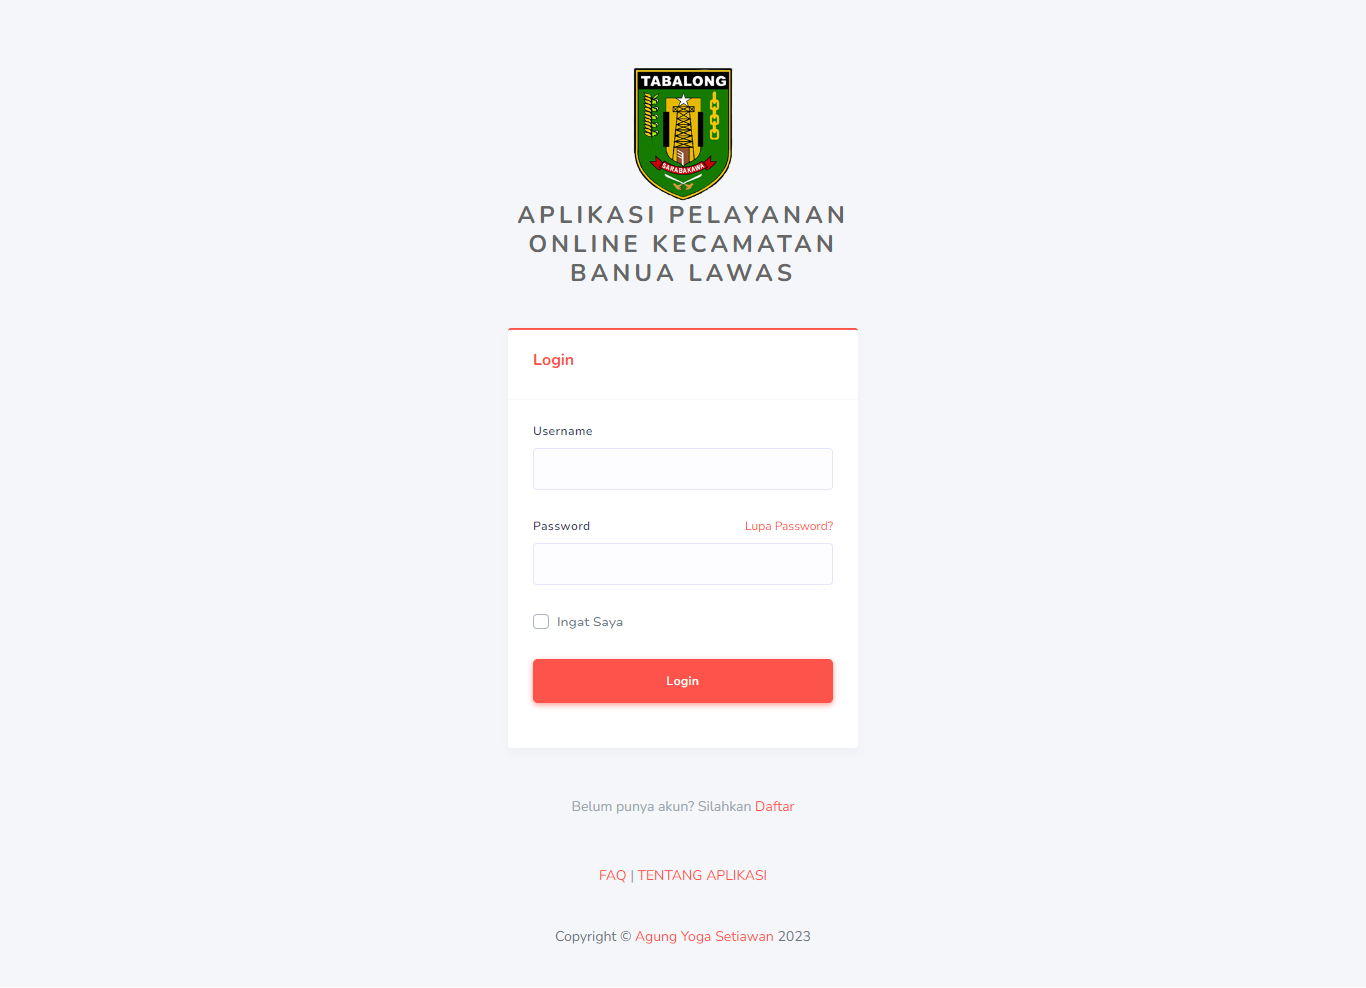 TABALONG
SARABAKAWA
APLIKASI PELAYANAN
ONLINE KECAMATAN
BANUA LAWAS
Login
Username
Password
Lupa Password?
Ingat Saya
Login
Belum punya akun? Silahkan Daftar
FAQ | TENTANG APLIKASI
Copyright © Agung Yoga Setiawan 2023